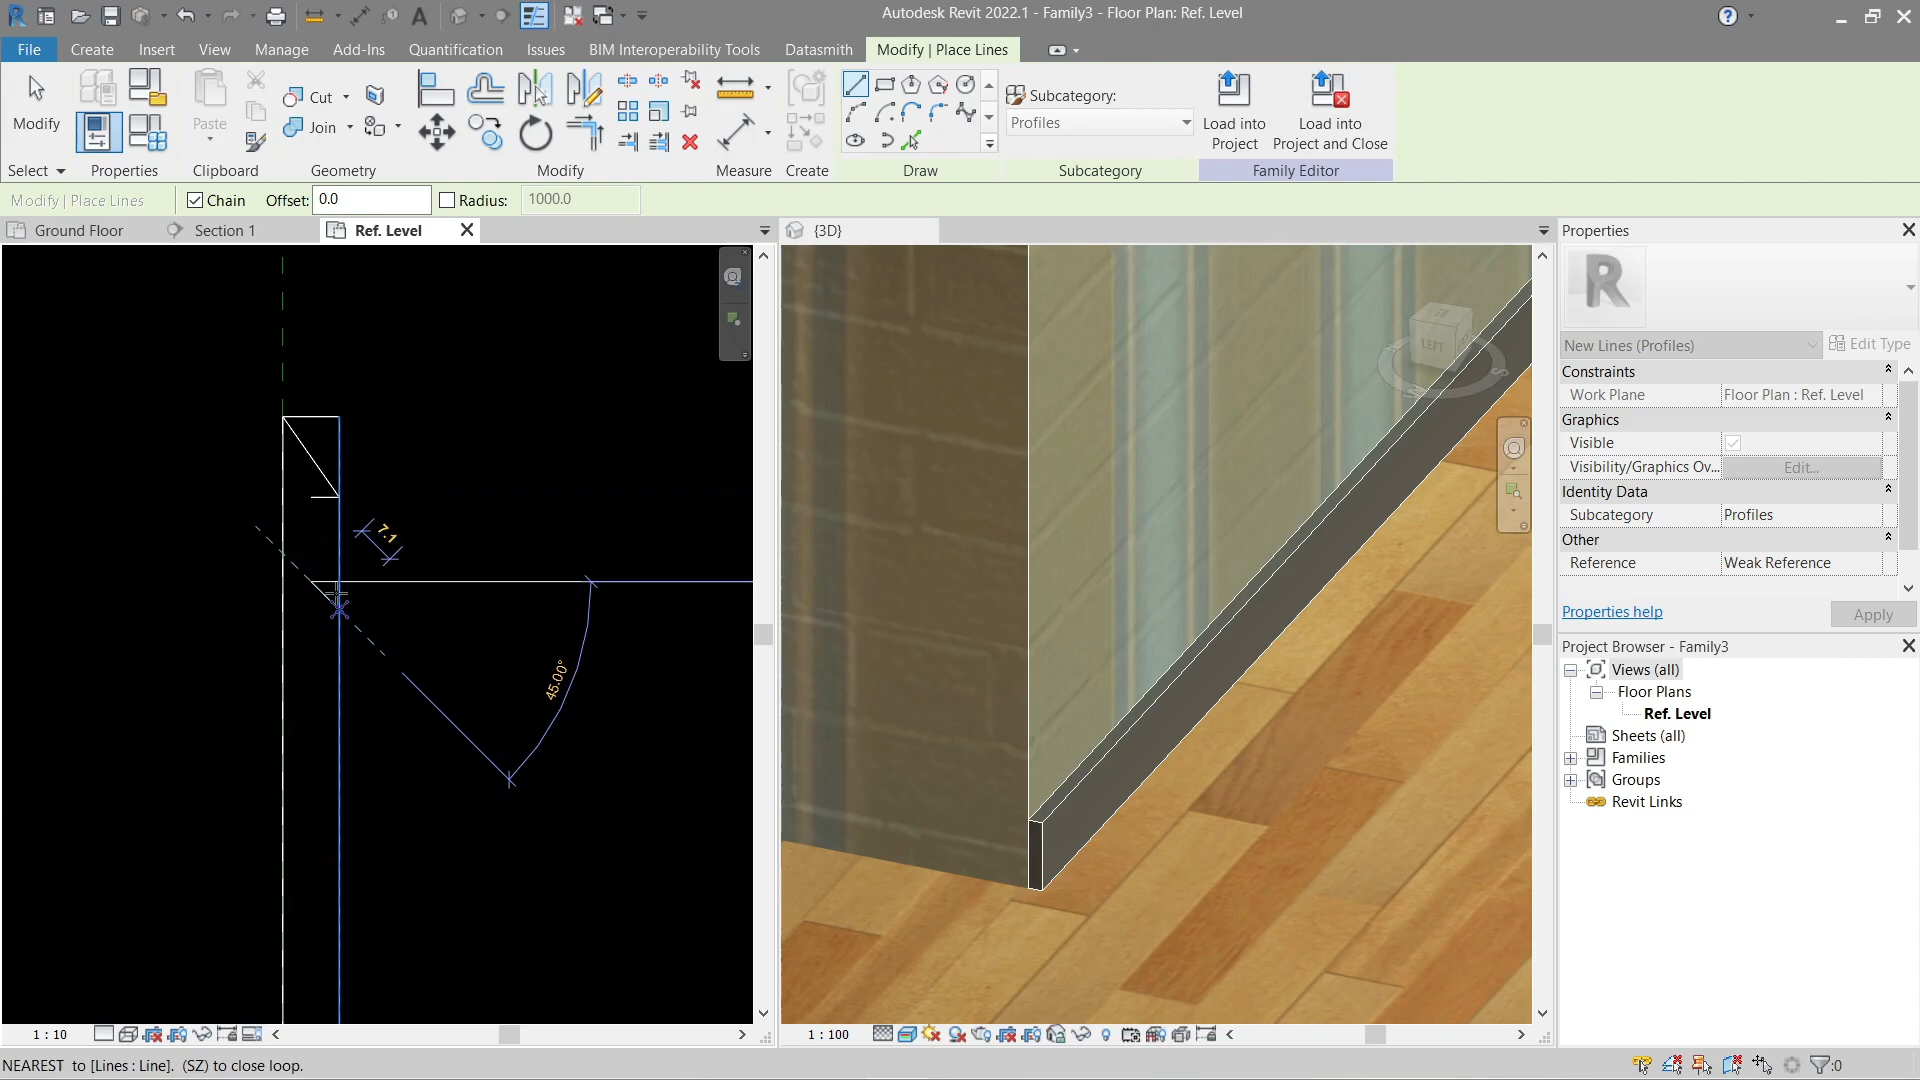 Autodesk Revit 2022.1 - Family3 - Floor Plan: Ref. Level
File Create Insert View Manage Add-Ins Quantification Issues BIM Interoperability Tools Datasmith Modify | Place Lines
Modify Paste Cut Join Subcategory: Profiles Load into Project Load into Project and Close
Select Properties Clipboard Geometry Modify Measure Create Draw Subcategory Family Editor
Modify | Place Lines Chain Offset: 0.0 Radius: 1000.0
Ground Floor Section 1 Ref. Level {3D} Properties
7.1
45.00°
LEFT
New Lines (Profiles) Edit Type
Constraints
Work Plane Floor Plan : Ref. Level
Graphics
Visible
Visibility/Graphics Ov... Edit...
Identity Data
Subcategory Profiles
Other
Reference Weak Reference
Properties help Apply
Project Browser - Family3
Views (all)
Floor Plans
Ref. Level
Sheets (all)
Families
Groups
Revit Links
1 : 10 1 : 100
NEAREST to [Lines : Line]. (SZ) to close loop. :0